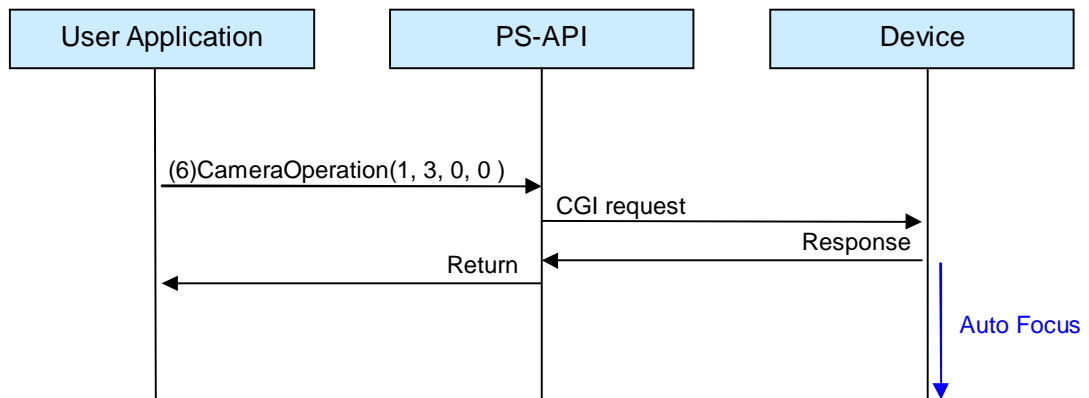 User Application
PS-API
Device
(6)CameraOperation(1, 3, 0, 0 )
CGI request
Response
Return
Auto Focus